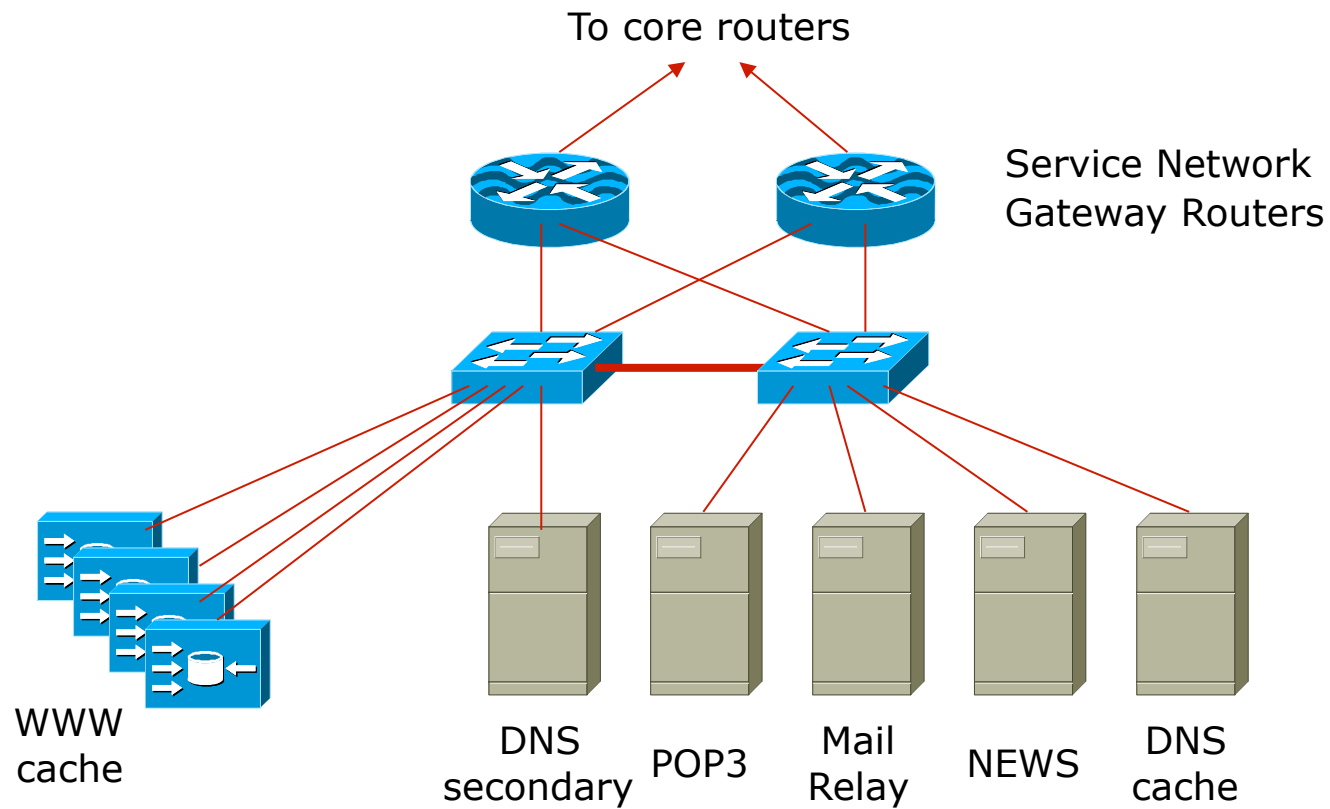 To core routers
Service Network
Gateway Routers
WWW
cache
DNS
secondary
POP3
Mail
Relay
NEWS
DNS
cache